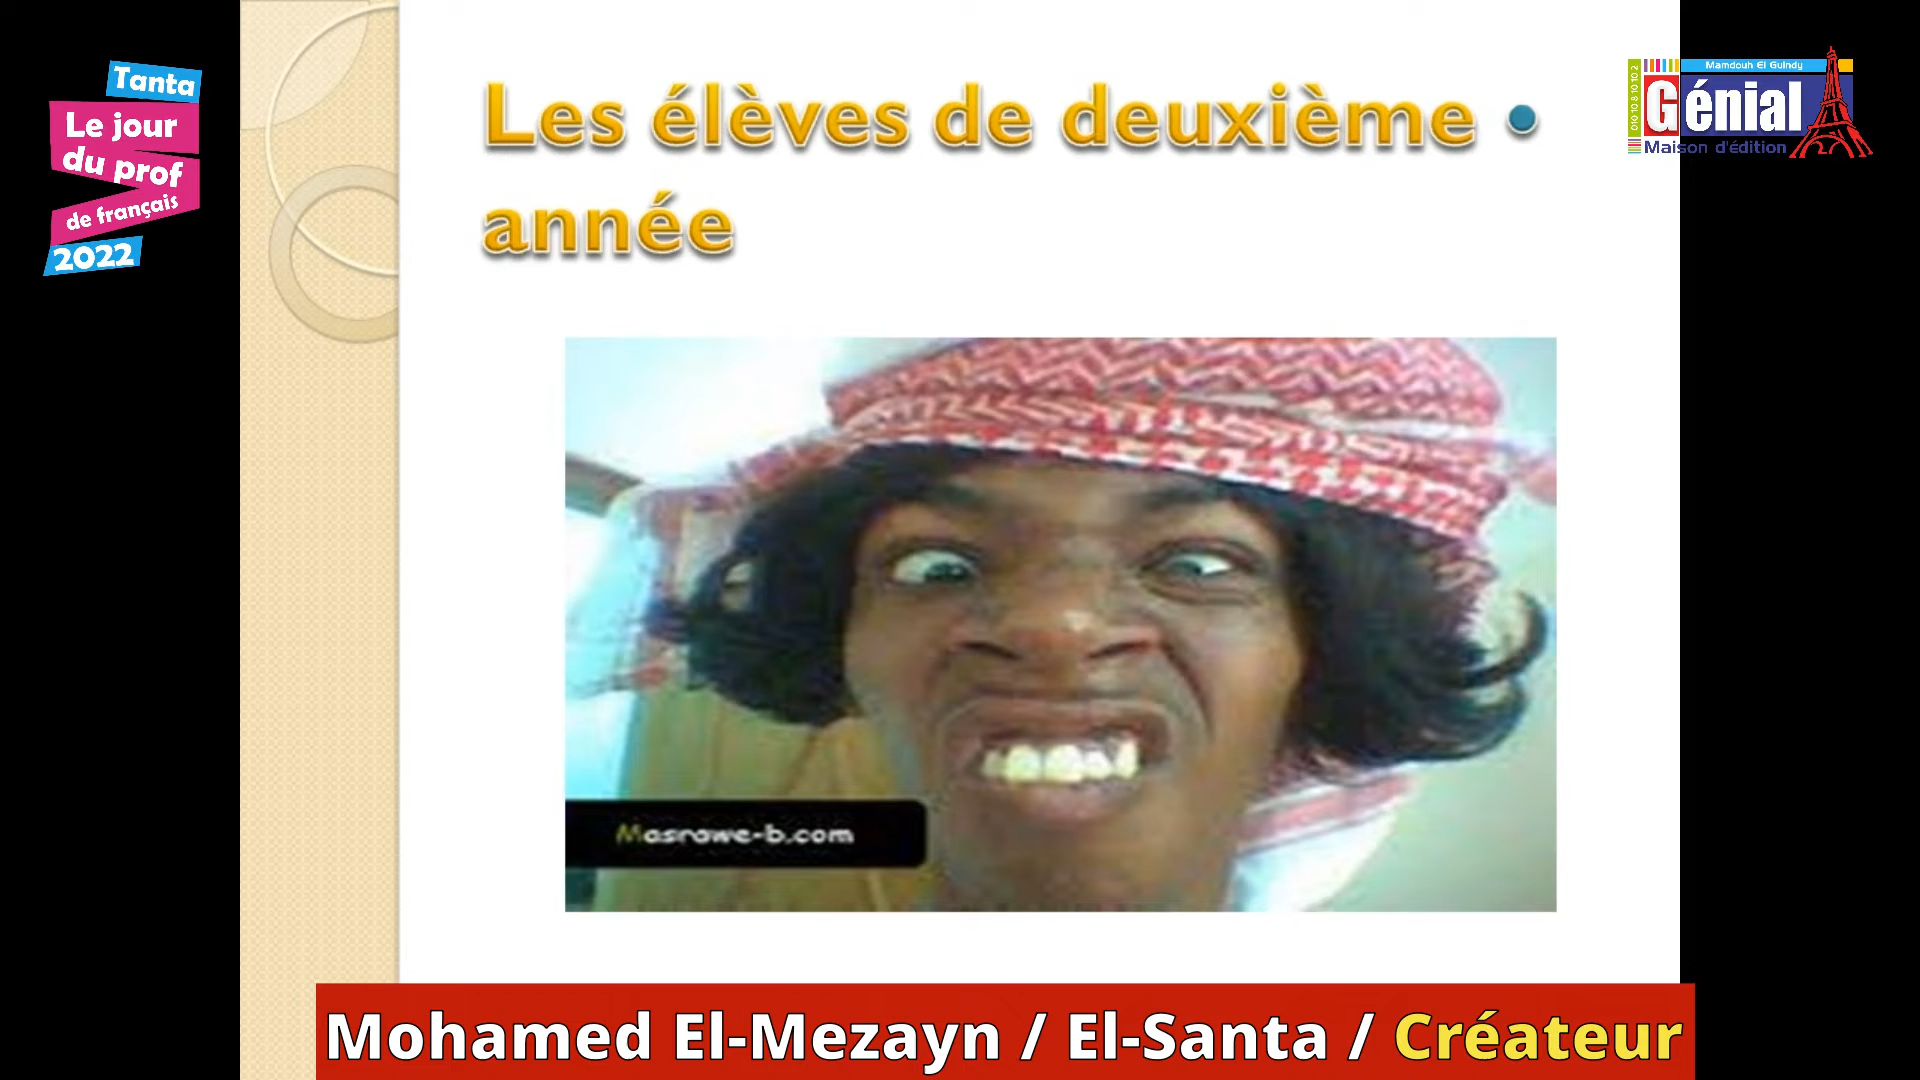 Tanta
Le jour
du prof
de français
2022
Les élèves de deuxième •
année
Mamdouh El Guindy
Génial
Maison d'édition
Masrawe-b.com
Mohamed El-Mezayn / El-Santa / Créateur